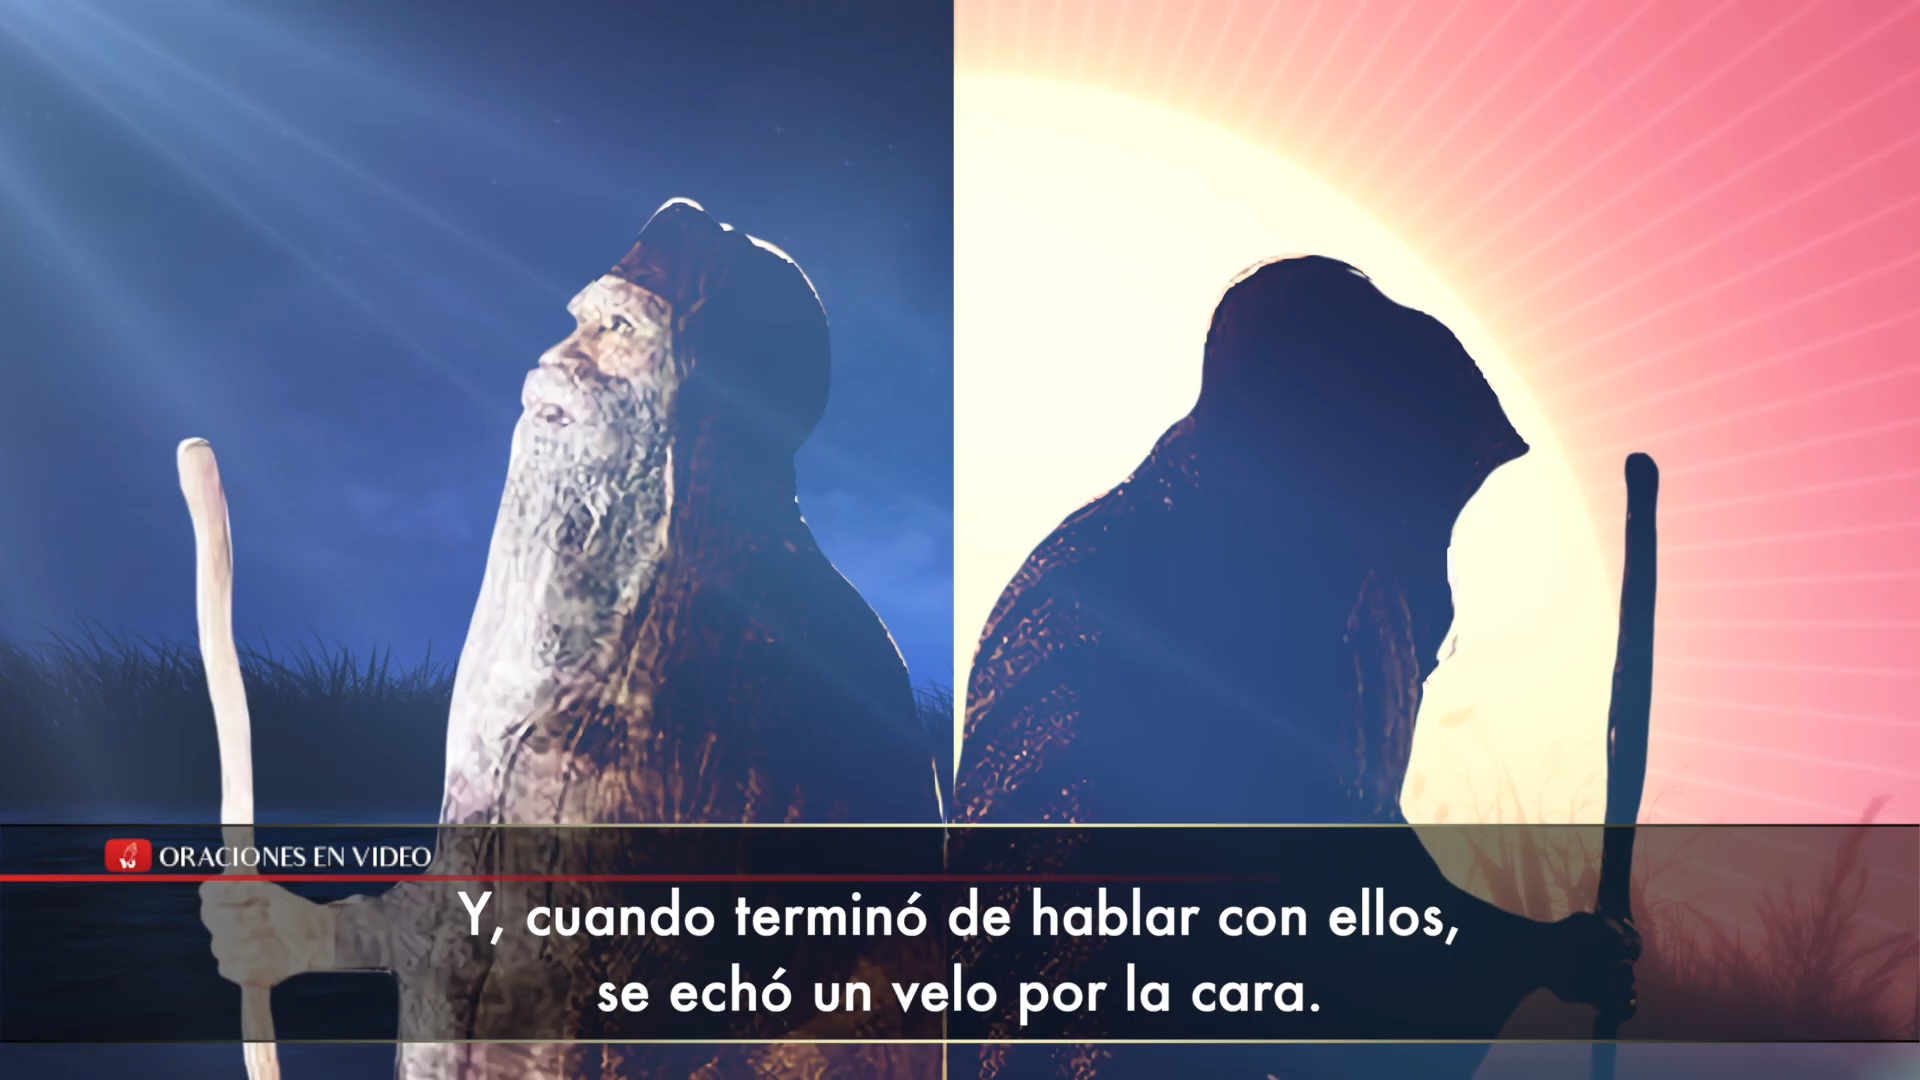 ORACIONES EN VIDEO
Y, cuando terminó de hablar con ellos,
se echó un velo por la cara.